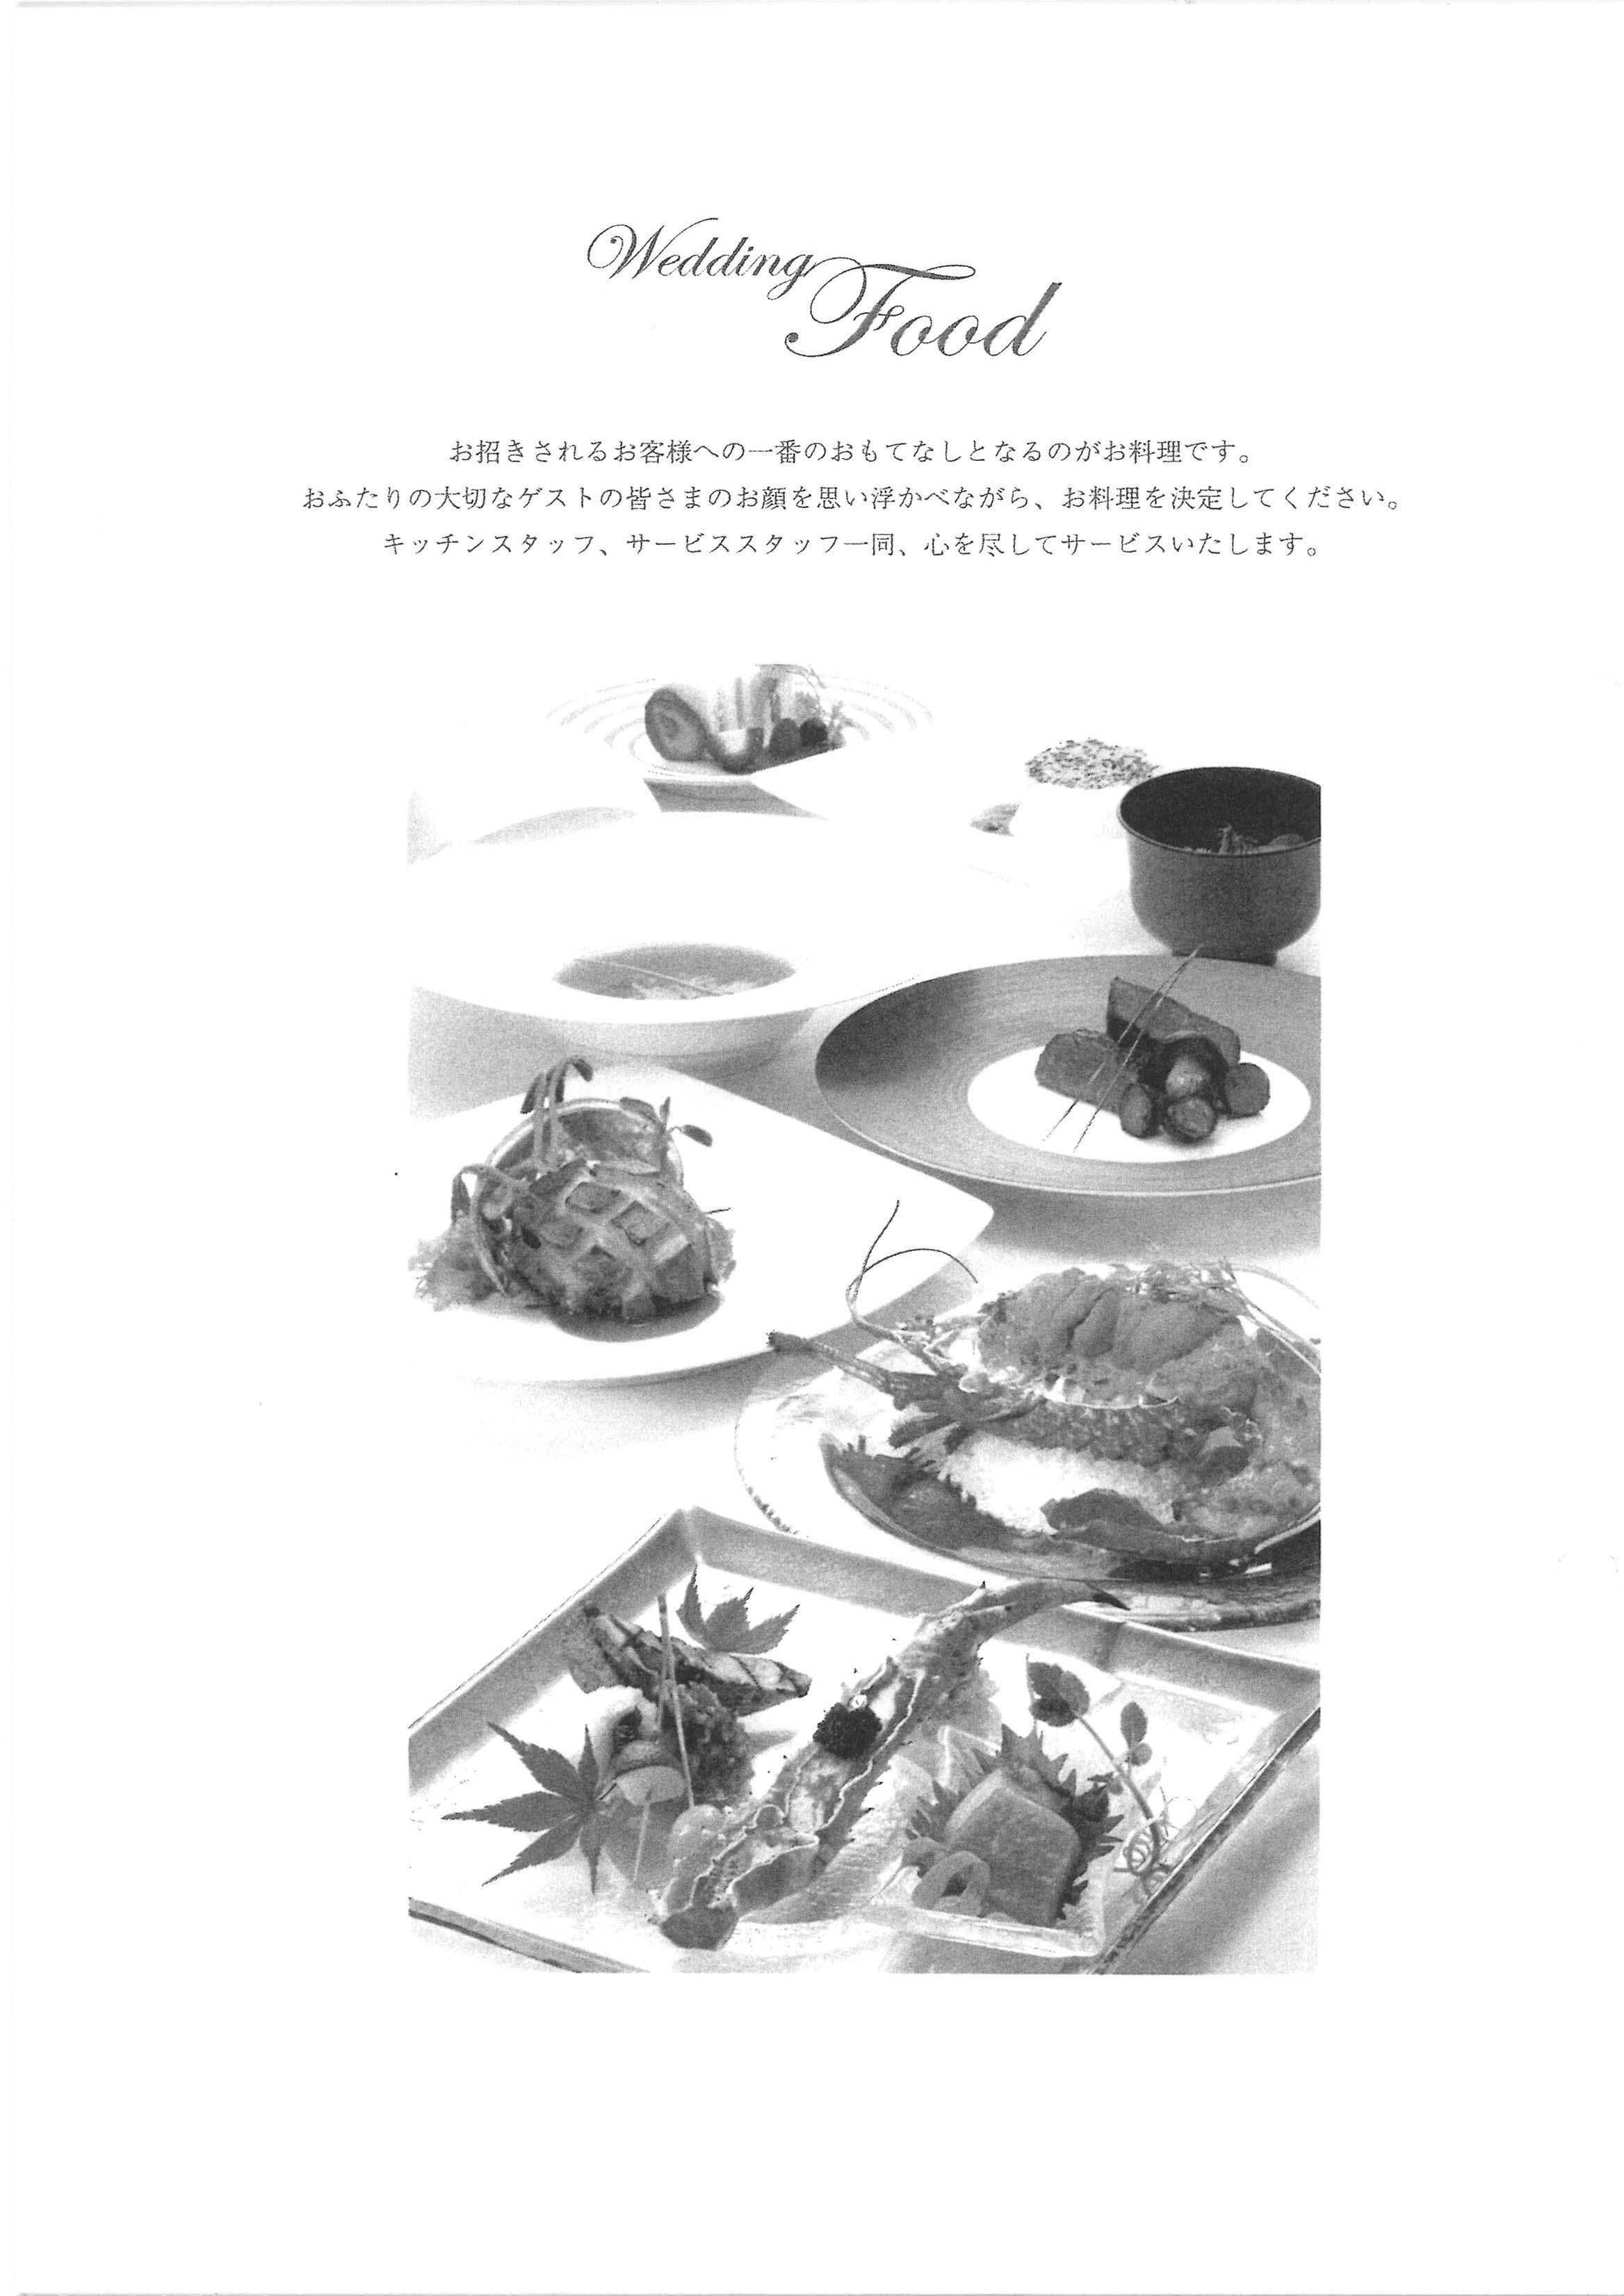 Wedding
Food
お招きされるお客様への一番のおもてなしとなるのがお料理です。
おふたりの大切なゲストの皆さまのお顔を思い浮かべながら、お料理を決定してください。
キッチンスタッフ、サービススタッフ一同、心を尽してサービスいたします。